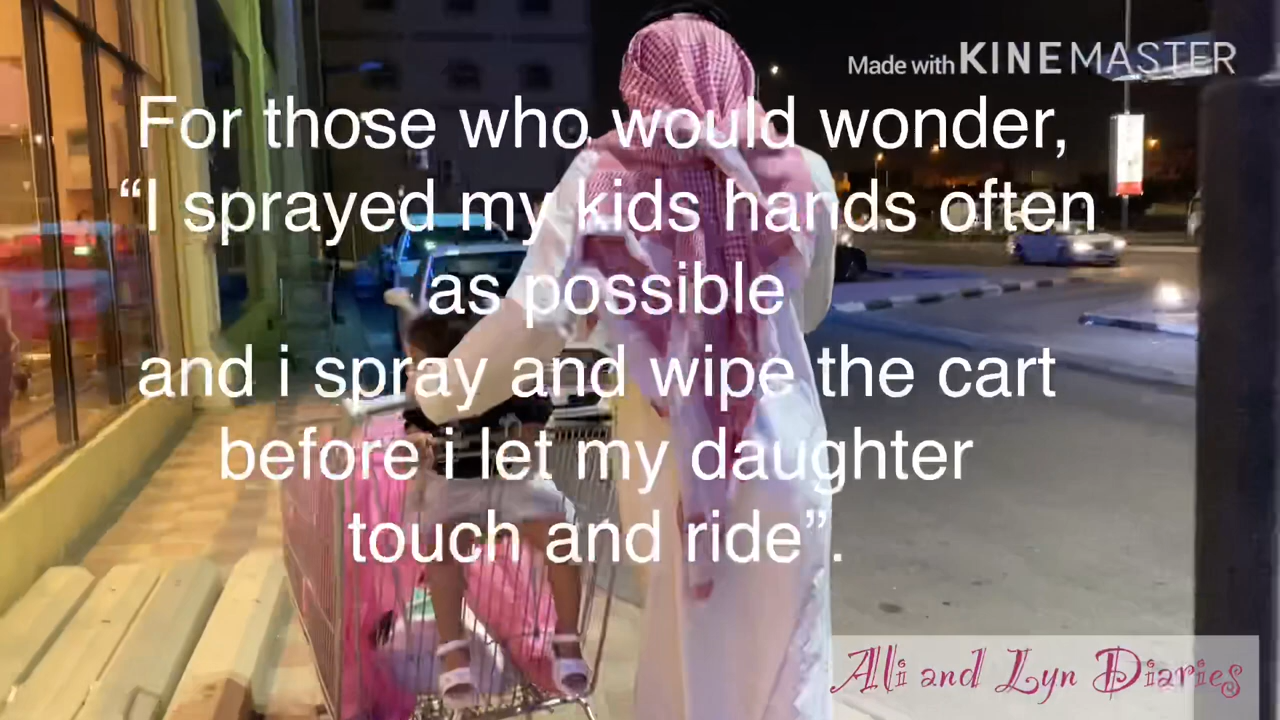 Made with KINEMASTER
For those who would wonder,
“I sprayed my kids hands often
as possible
and i spray and wipe the cart
before i let my daughter
touch and ride”.
Ali and Lyn Diaries